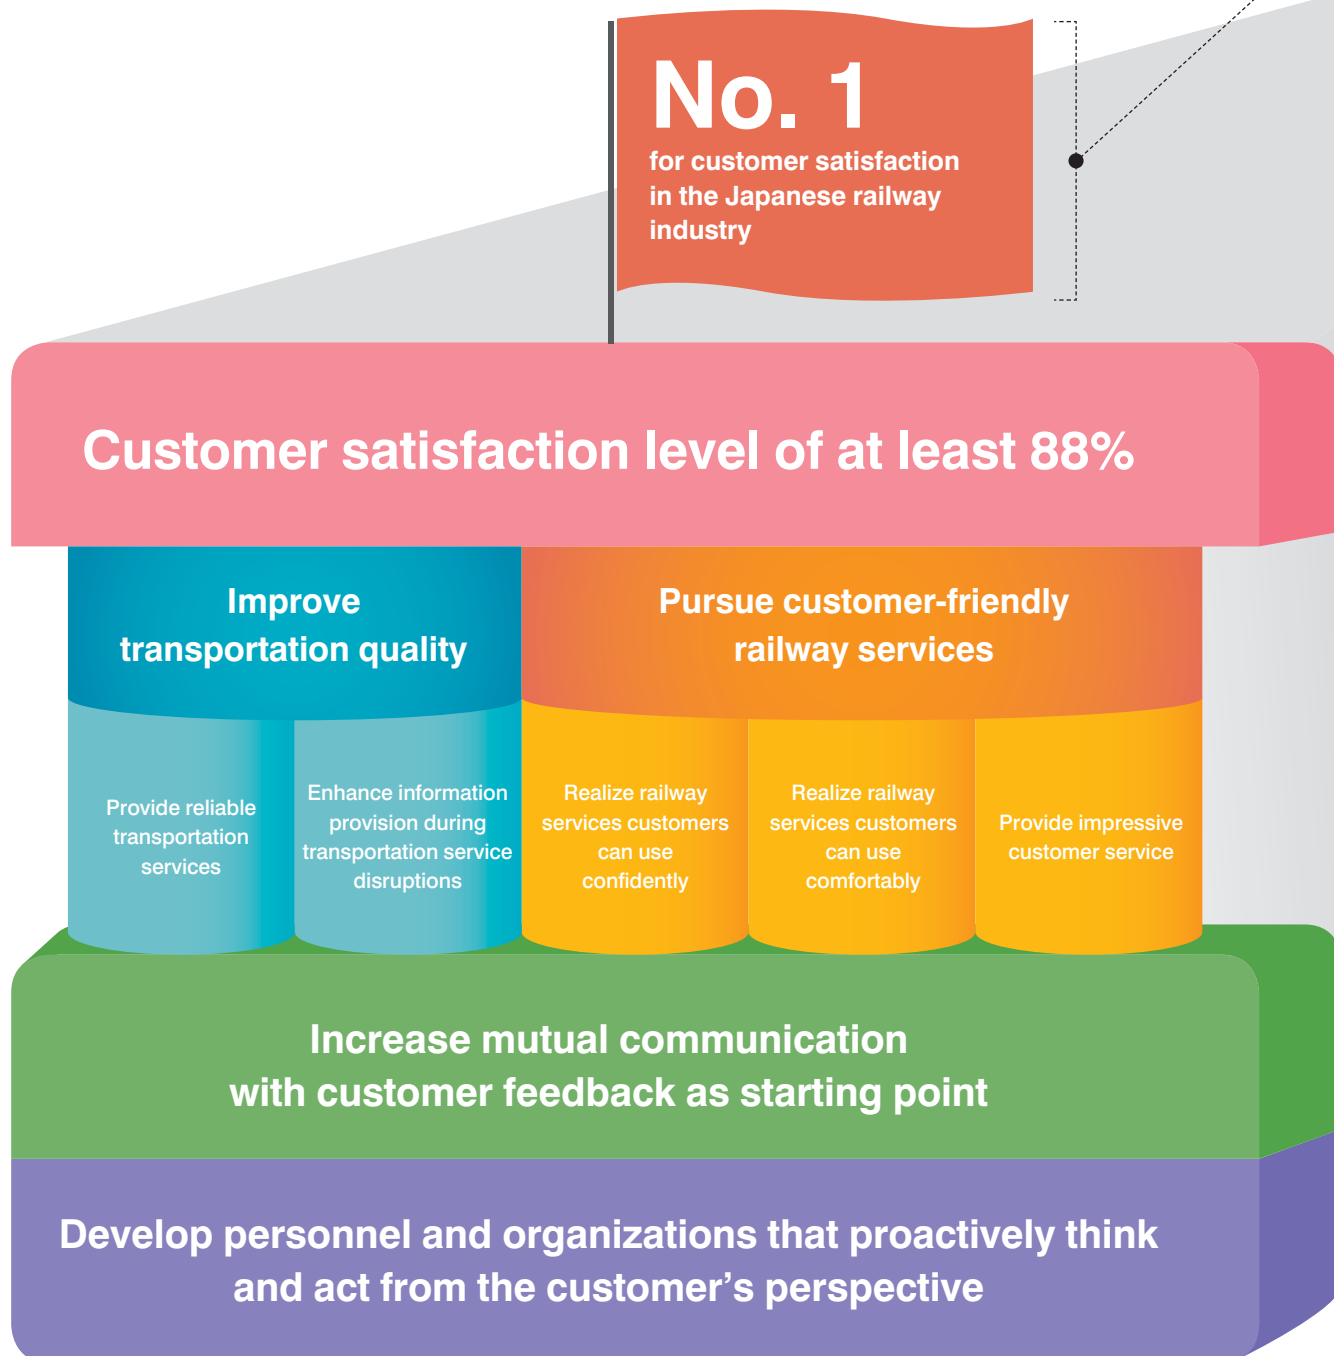 No. 1
for customer satisfaction
in the Japanese railway
industry
Customer satisfaction level of at least 88%
Improve
transportation quality
Pursue customer-friendly
railway services
Provide reliable
transportation
services
Enhance information
provision during
transportation service
disruptions
Realize railway
services customers
can use
confidently
Realize railway
services customers
can use
comfortably
Provide impressive
customer service
Increase mutual communication
with customer feedback as starting point
Develop personnel and organizations that proactively think
and act from the customer’s perspective